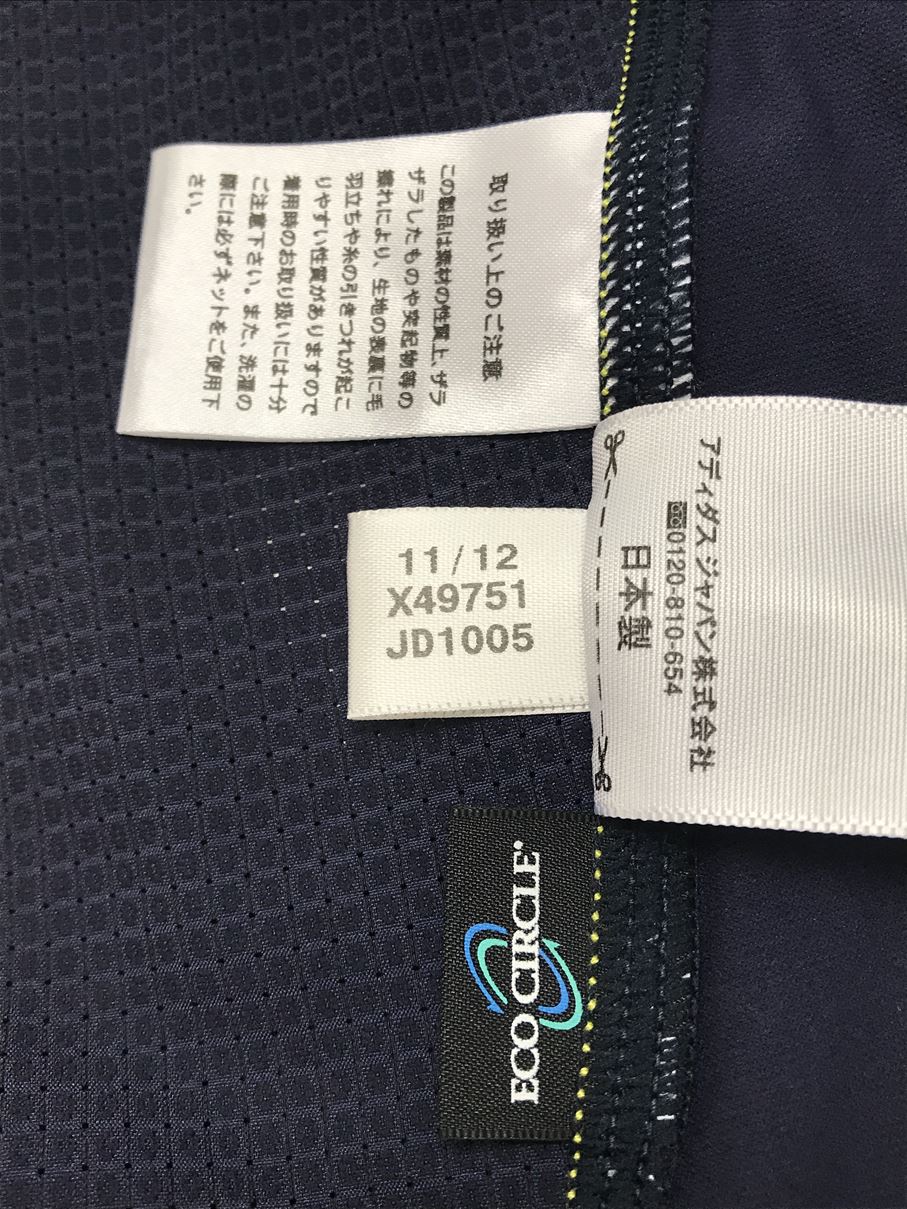 取り扱い上のご注意
この製品は素材の性質上、ザラ
ザラしたものや突起物等の
擦れにより、生地の表裏に毛
羽立ちや糸の引きつれが起こ
りやすい性質がありますので
着用時のお取り扱いには十分
ご注意下さい。また、洗濯の
際には必ずネットをご使用下
さい。
11/12
X49751
JD1005
アディダス ジャパン株式会社
0120-810-654
日本製
ECO CIRCLE®